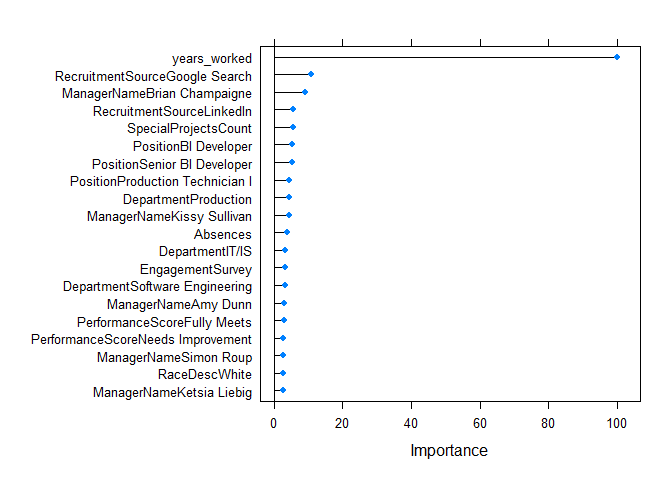 years_worked
RecruitmentSourceGoogle Search
ManagerNameBrian Champaigne
RecruitmentSourceLinkedIn
SpecialProjectsCount
PositionBI Developer
PositionSenior BI Developer
PositionProduction Technician I
DepartmentProduction
ManagerNameKissy Sullivan
Absences
DepartmentIT/IS
EngagementSurvey
DepartmentSoftware Engineering
ManagerNameAmy Dunn
PerformanceScoreFully Meets
PerformanceScoreNeeds Improvement
ManagerNameSimon Roup
RaceDescWhite
ManagerNameKetsia Liebig
0 20 40 60 80 100
Importance